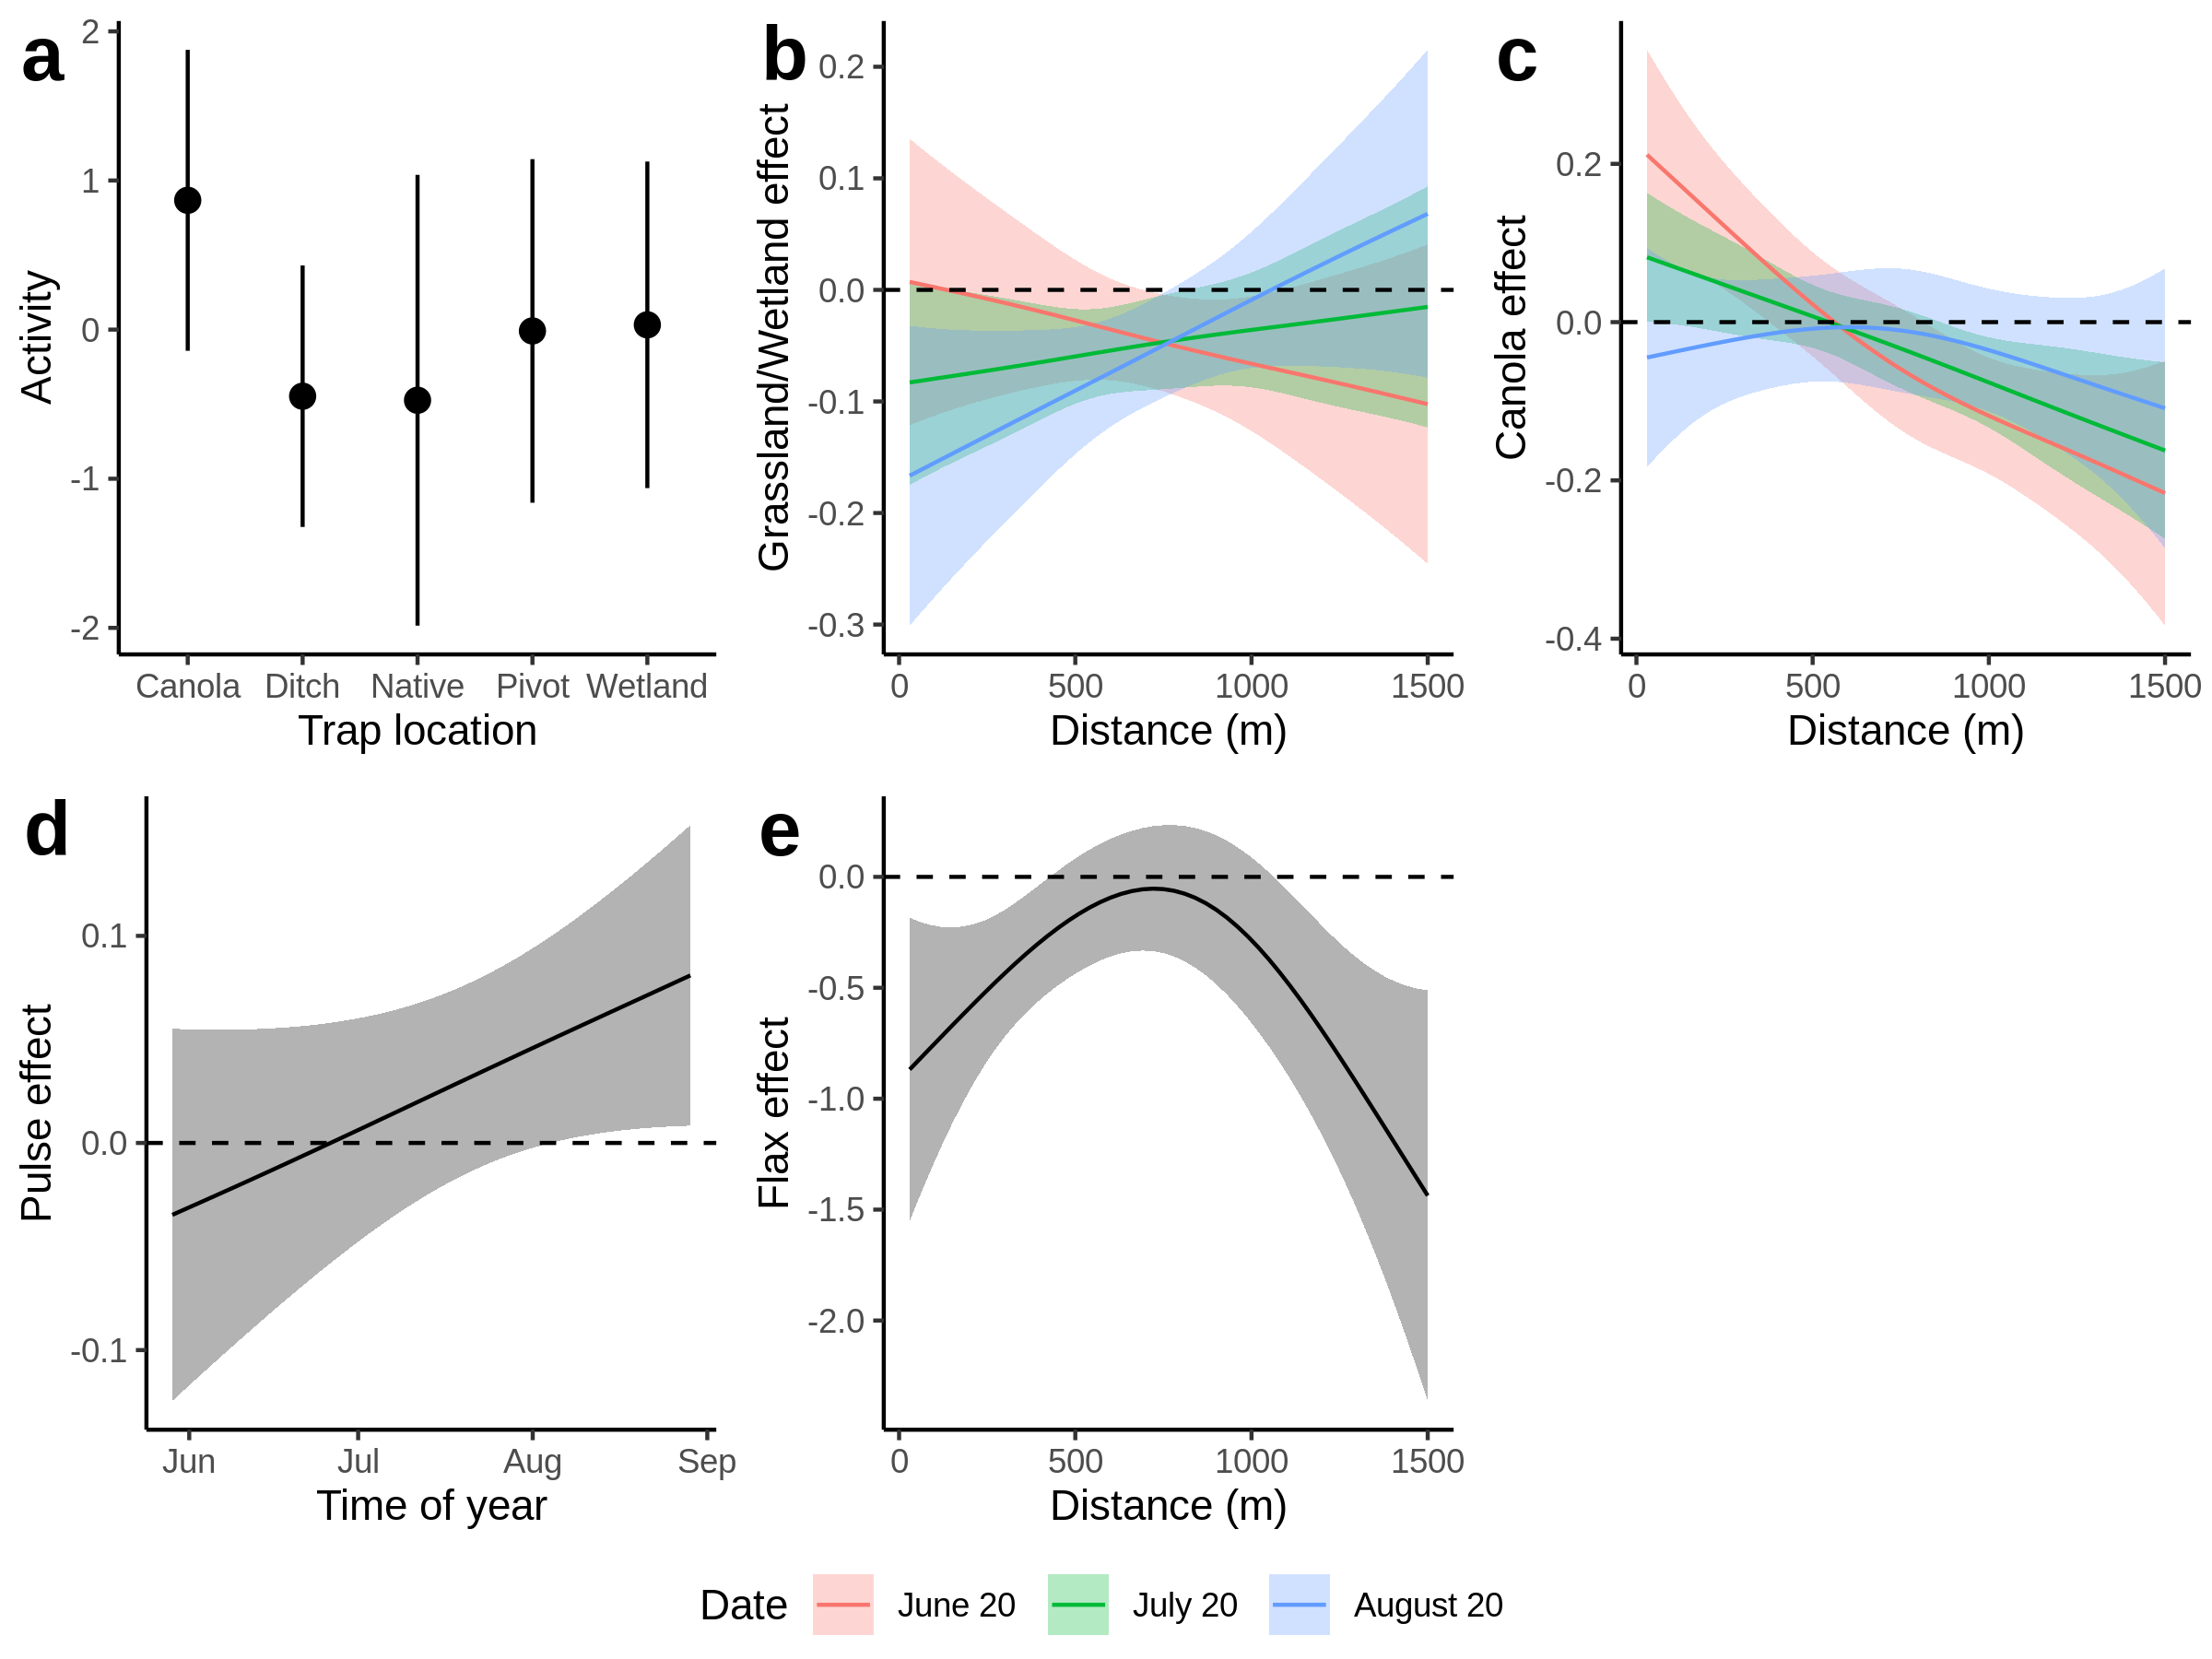 a
2
1
0
-1
-2
Activity
Canola Ditch Native Pivot Wetland
Trap location
b
0.2
0.1
0.0
-0.1
-0.2
-0.3
Grassland/Wetland effect
0 500 1000 1500
Distance (m)
c
0.2
0.0
-0.2
-0.4
Canola effect
0 500 1000 1500
Distance (m)
d
0.1
0.0
-0.1
Pulse effect
Jun Jul Aug Sep
Time of year
e
0.0
-0.5
-1.0
-1.5
-2.0
Flax effect
0 500 1000 1500
Distance (m)
Date June 20 July 20 August 20